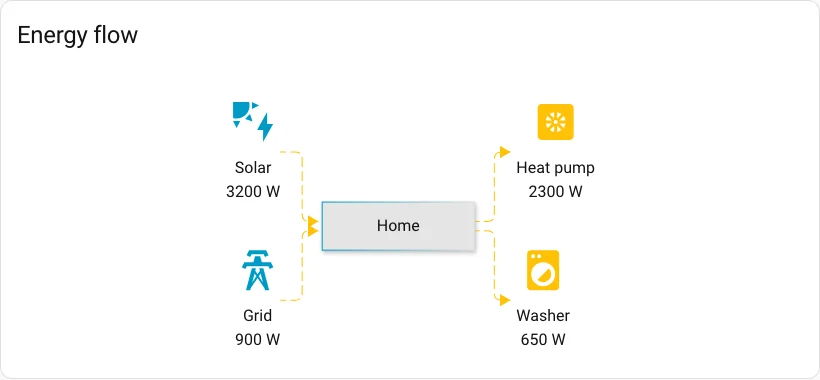 Energy flow
Solar
3200 W
Heat pump
2300 W
Home
Grid
900 W
Washer
650 W